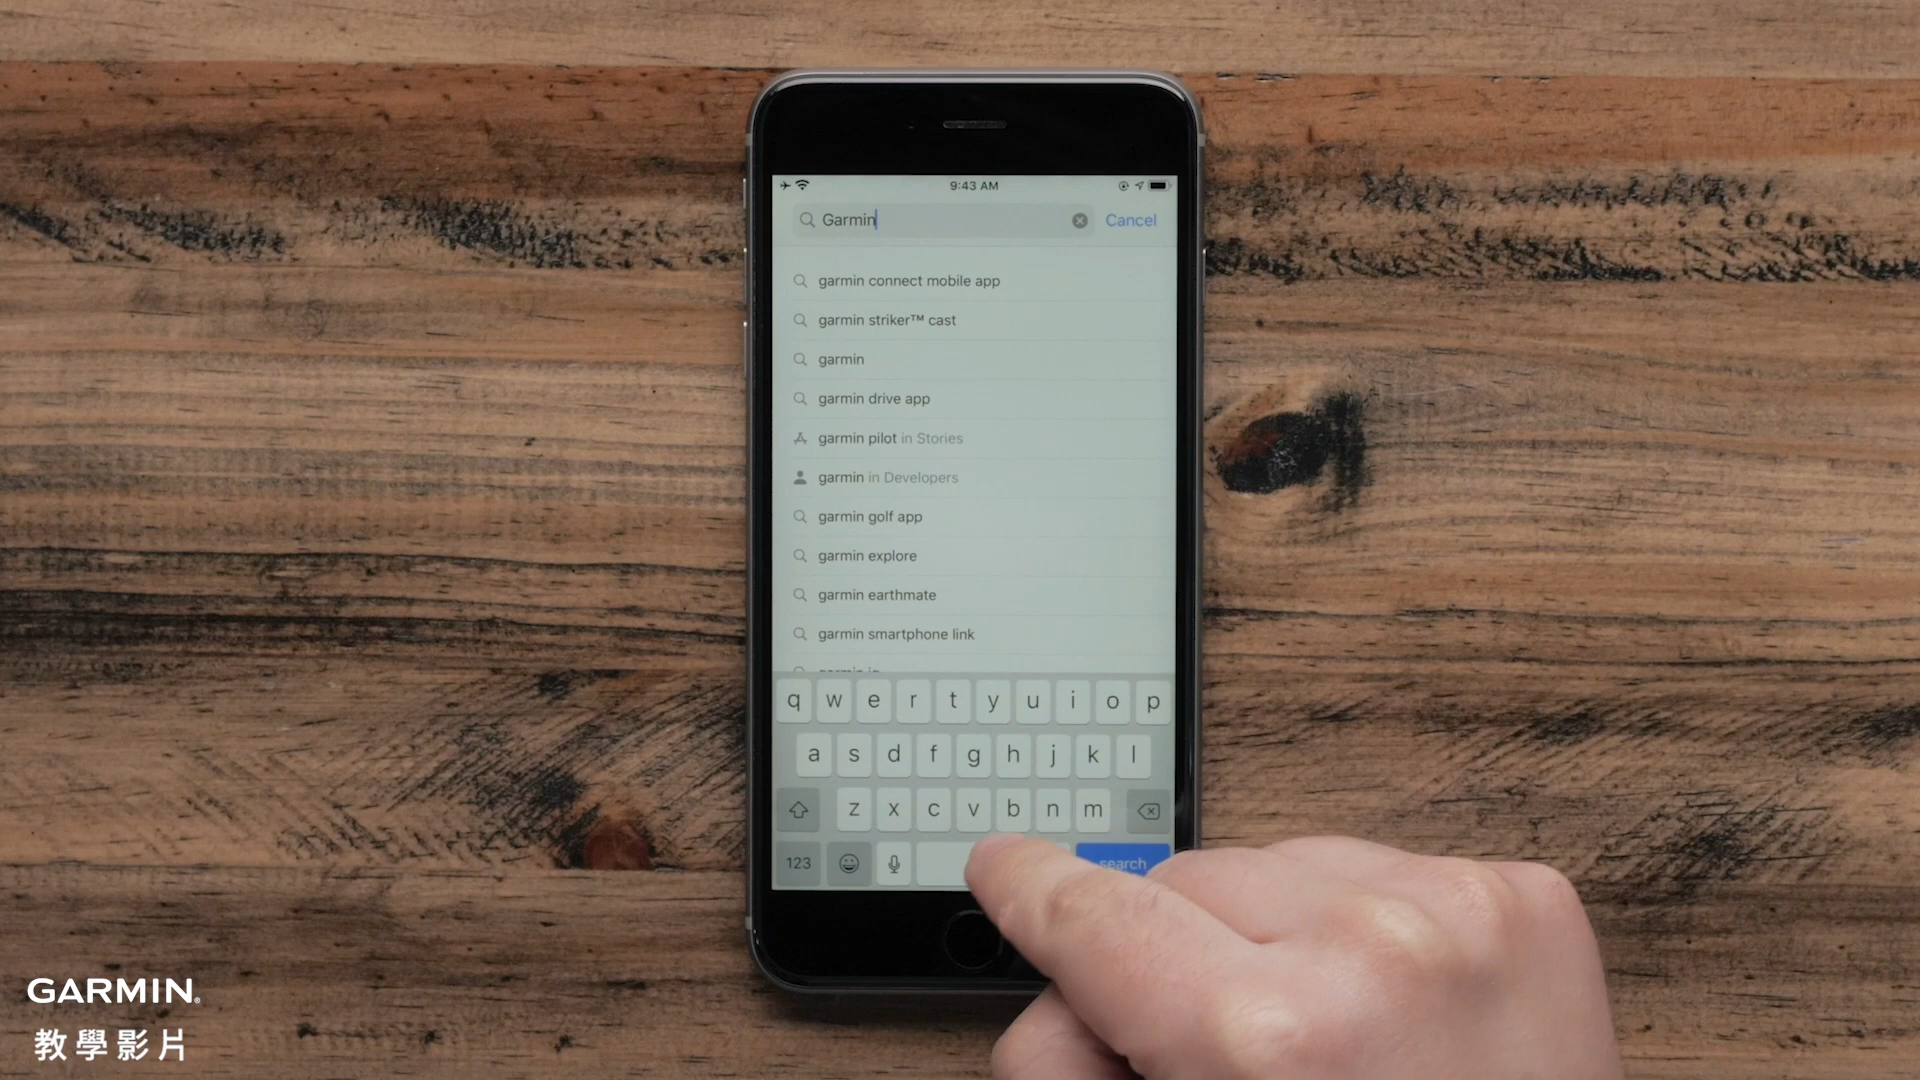 9:43 AM
Garmin
Cancel
garmin connect mobile app
garmin striker™ cast
garmin
garmin drive app
garmin pilot in Stories
garmin in Developers
garmin golf app
garmin explore
garmin earthmate
garmin smartphone link
q w e r t y u i o p
a s d f g h j k l
z x c v b n m
123
search
GARMIN®
教學影片